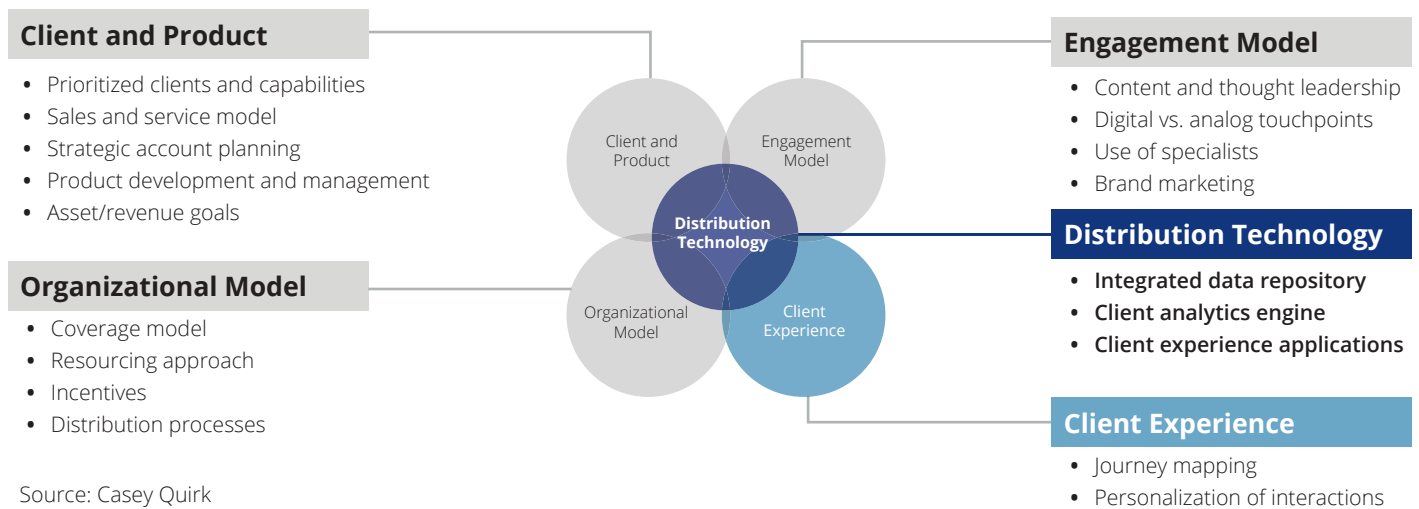 Client and Product
• Prioritized clients and capabilities
• Sales and service model
• Strategic account planning
• Product development and management
• Asset/revenue goals
Organizational Model
• Coverage model
• Resourcing approach
• Incentives
• Distribution processes
Source: Casey Quirk
Client and
Product
Engagement
Model
Distribution
Technology
Organizational
Model
Client
Experience
Engagement Model
• Content and thought leadership
• Digital vs. analog touchpoints
• Use of specialists
• Brand marketing
Distribution Technology
• Integrated data repository
• Client analytics engine
• Client experience applications
Client Experience
• Journey mapping
• Personalization of interactions